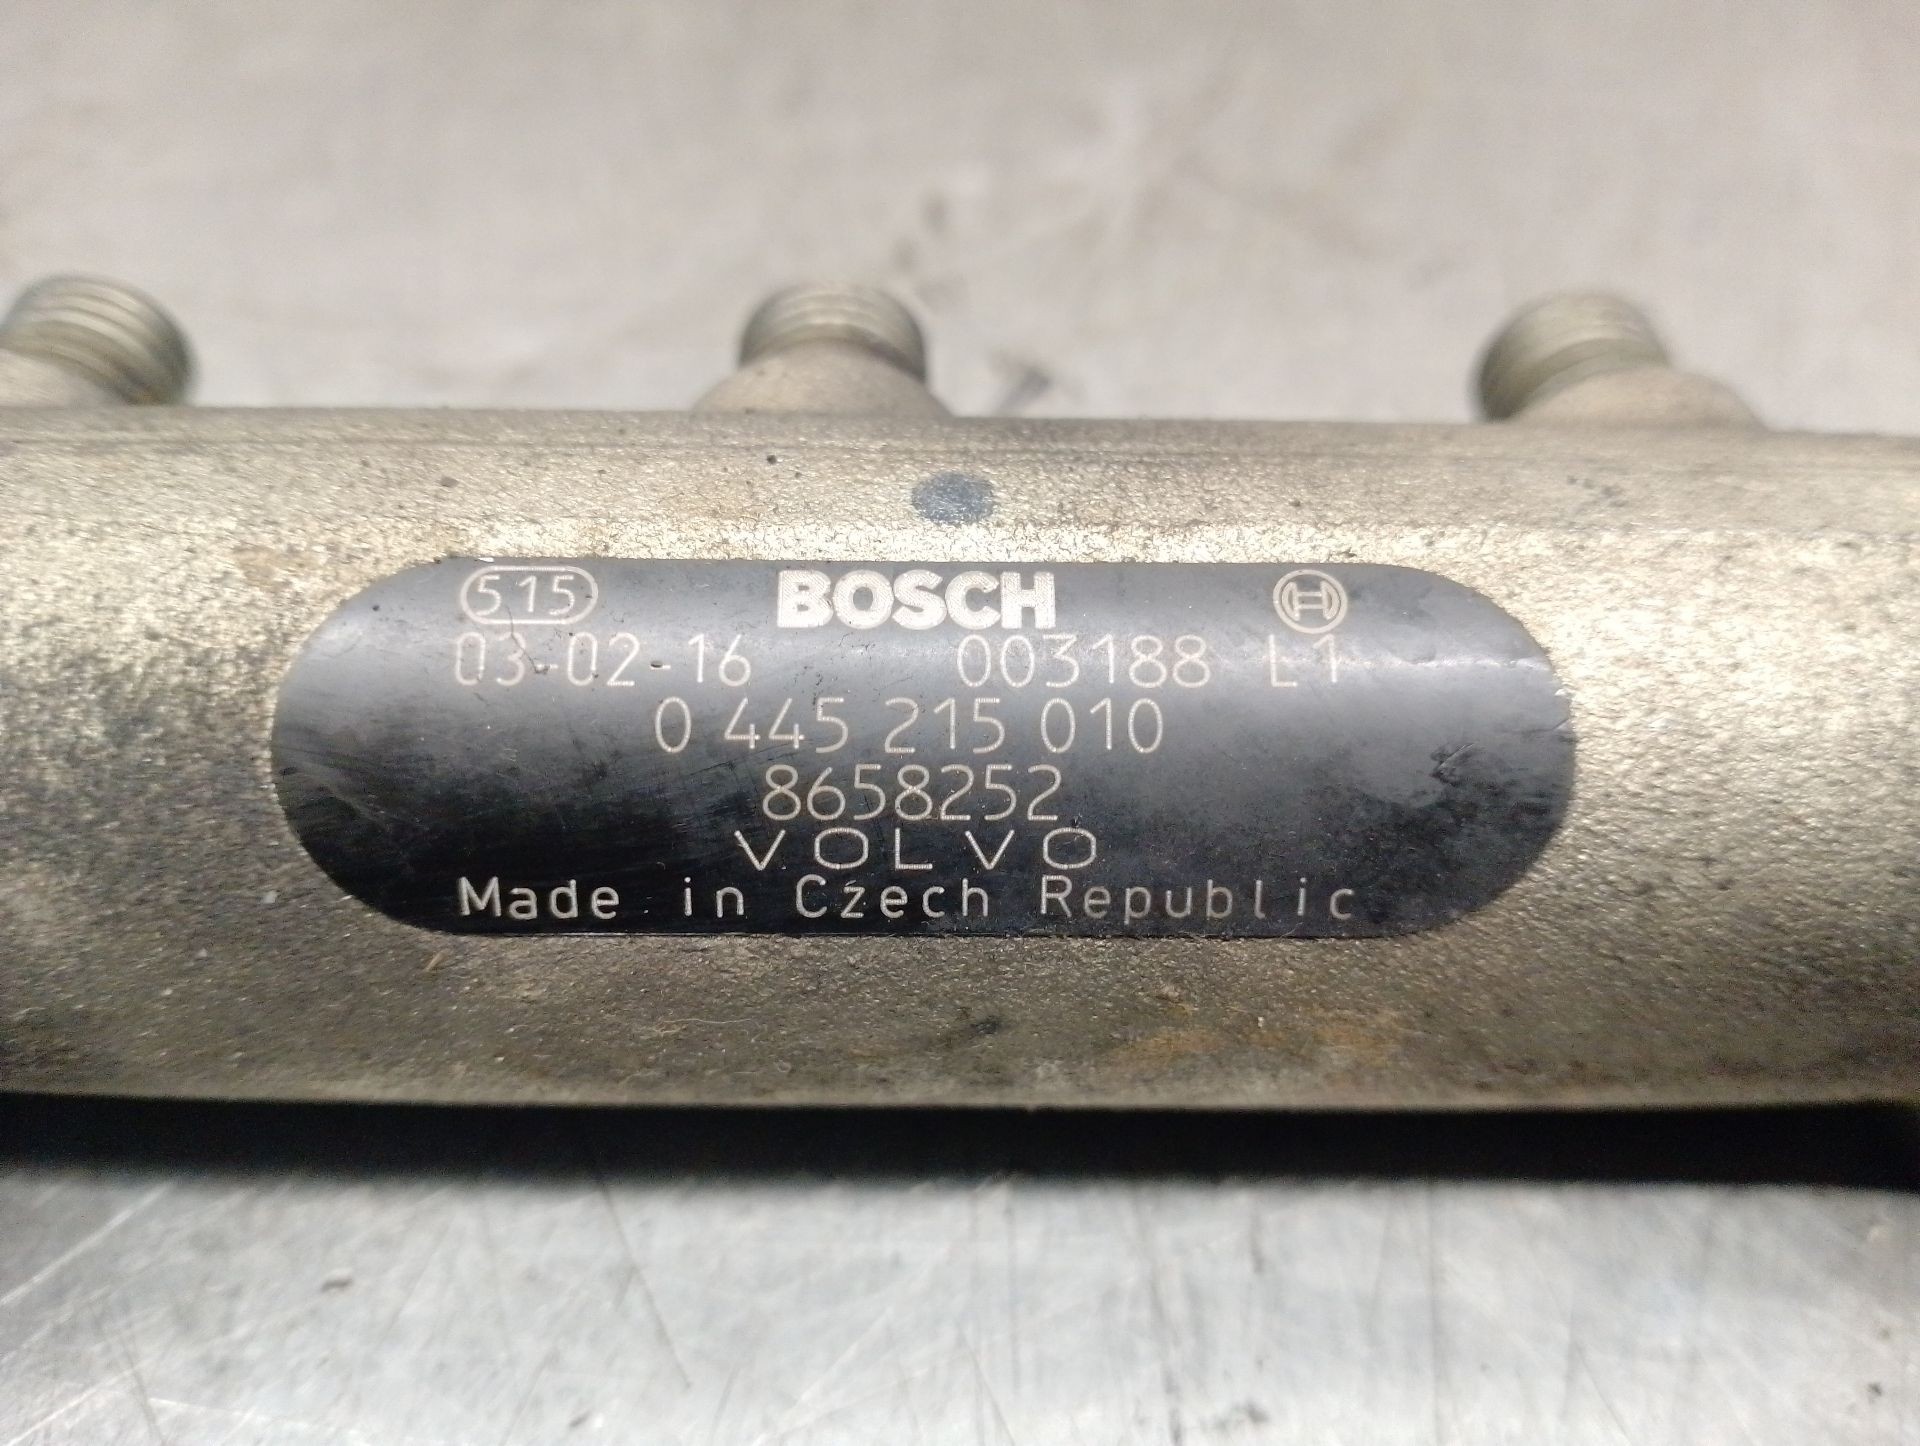 515 BOSCH
03-02-16 003188 L1
0 445 215 010
8658252
VOLVO
Made in Czech Republic